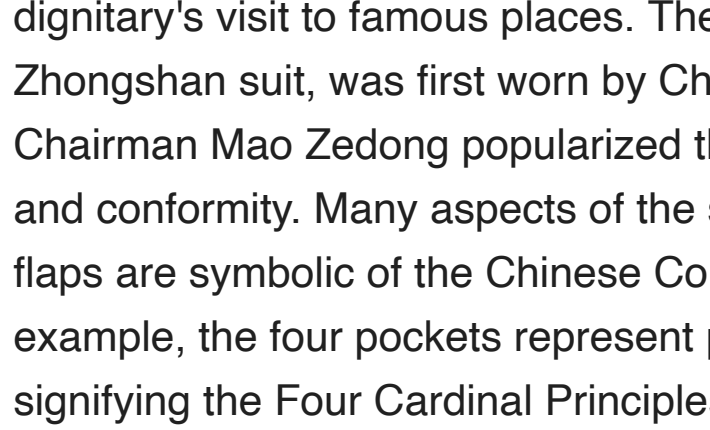 dignitary's visit to famous places. The
Zhongshan suit, was first worn by Ch
Chairman Mao Zedong popularized t
and conformity. Many aspects of the
flaps are symbolic of the Chinese Co
example, the four pockets represent
signifying the Four Cardinal Principle